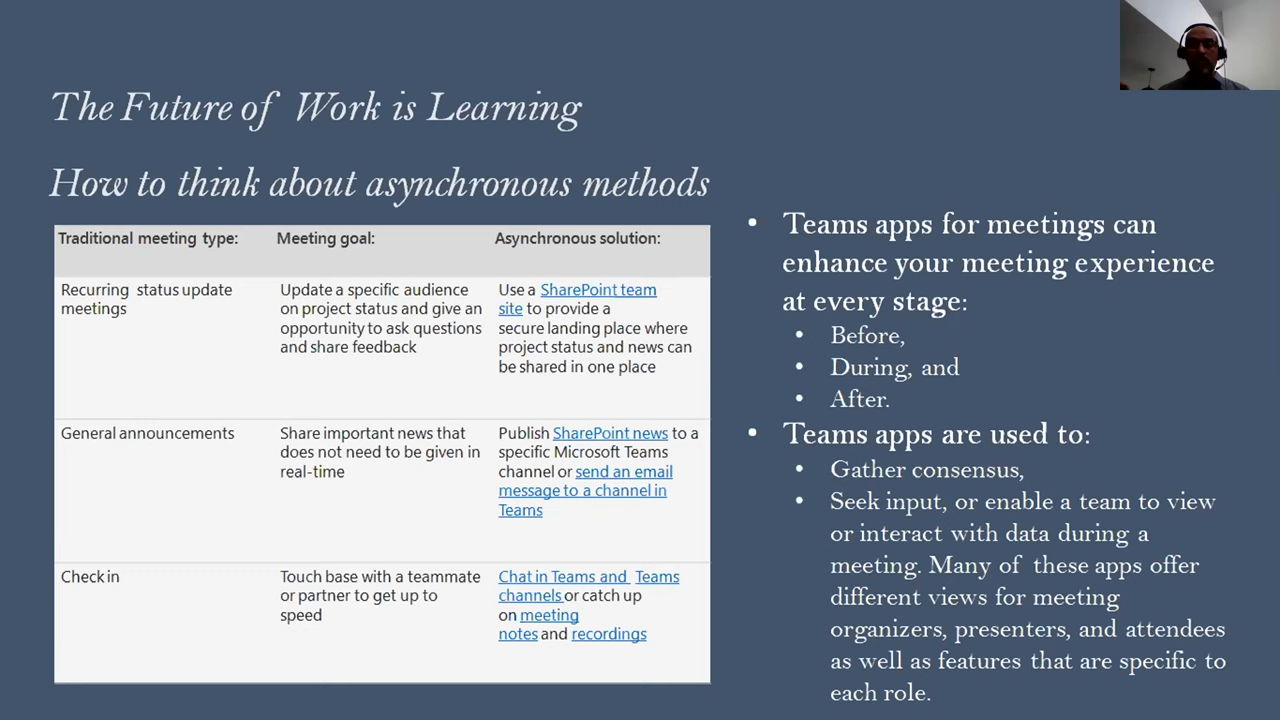 The Future of Work is Learning
How to think about asynchronous methods
Traditional meeting type:
Meeting goal:
Asynchronous solution:
Recurring status update
meetings
Update a specific audience
on project status and give an
opportunity to ask questions
and share feedback
Use a SharePoint team
site to provide a
secure landing place where
project status and news can
be shared in one place
General announcements
Share important news that
does not need to be given in
real-time
Publish SharePoint news to a
specific Microsoft Teams
channel or send an email
message to a channel in
Teams
Check in
Touch base with a teammate
or partner to get up to
speed
Chat in Teams and Teams
channels or catch up
on meeting
notes and recordings
• Teams apps for meetings can
enhance your meeting experience
at every stage:
• Before,
• During, and
• After.
• Teams apps are used to:
• Gather consensus,
• Seek input, or enable a team to view
or interact with data during a
meeting. Many of these apps offer
different views for meeting
organizers, presenters, and attendees
as well as features that are specific to
each role.